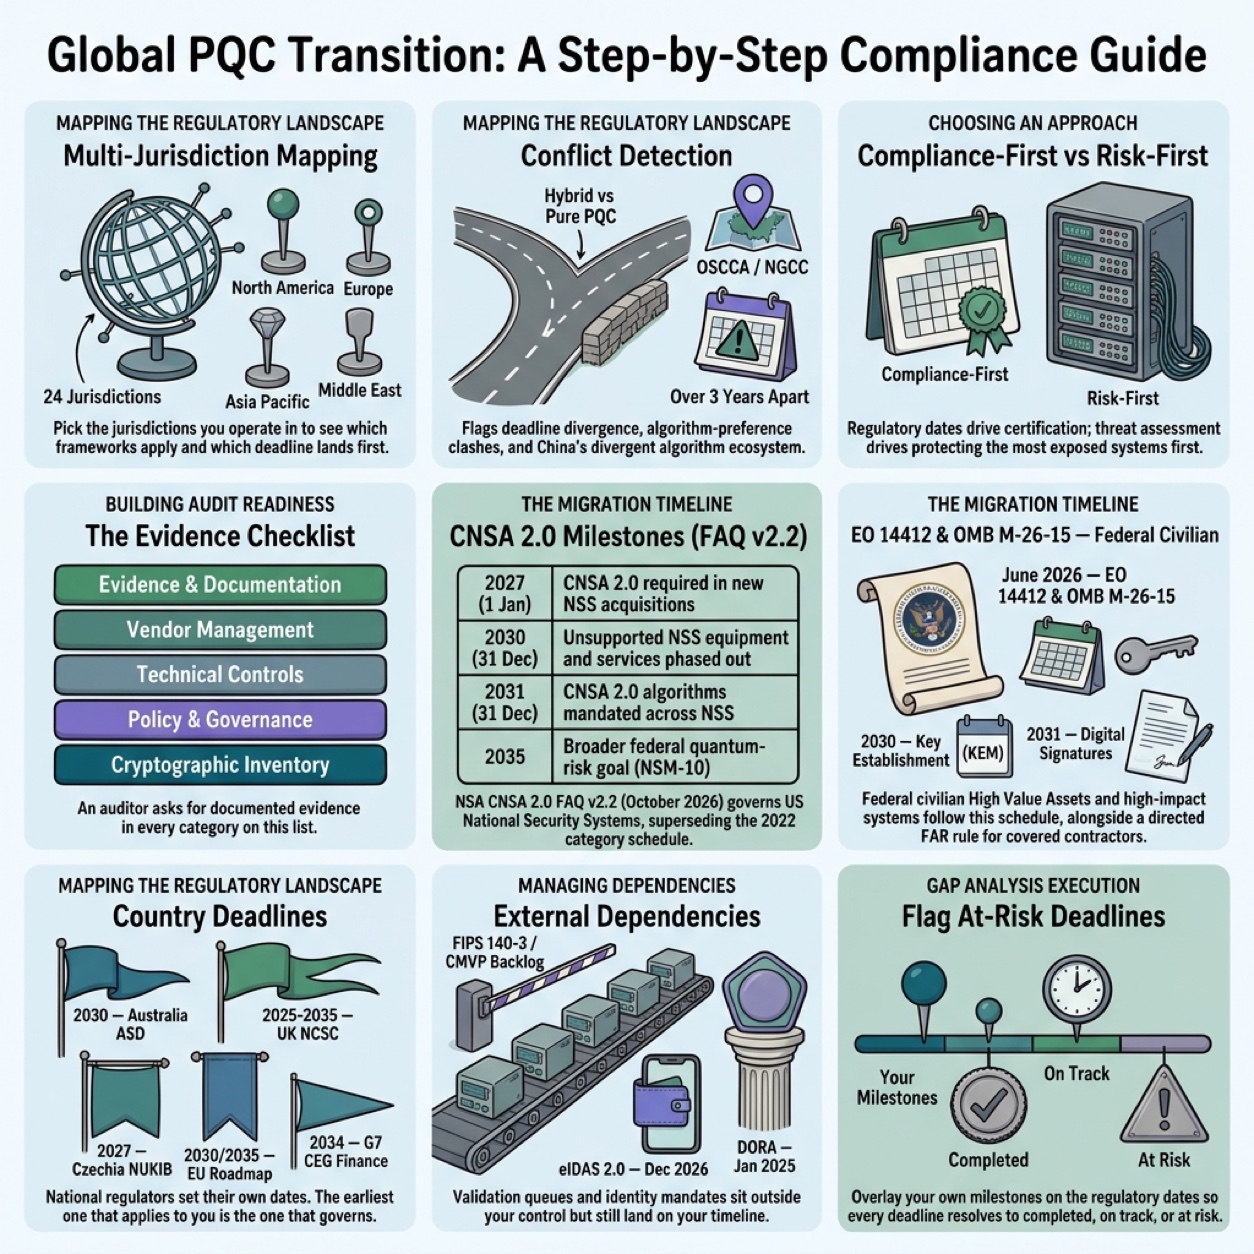 Global PQC Transition: A Step-by-Step Compliance Guide
MAPPING THE REGULATORY LANDSCAPE
Multi-Jurisdiction Mapping
North America
Europe
24 Jurisdictions
Asia Pacific
Middle East
Pick the jurisdictions you operate in to see which
frameworks apply and which deadline lands first.
MAPPING THE REGULATORY LANDSCAPE
Conflict Detection
Hybrid vs
Pure PQC
OSCCA / NGCC
Over 3 Years Apart
Flags deadline divergence, algorithm-preference
clashes, and China's divergent algorithm ecosystem.
CHOOSING AN APPROACH
Compliance-First vs Risk-First
Compliance-First
Risk-First
Regulatory dates drive certification; threat assessment
drives protecting the most exposed systems first.
BUILDING AUDIT READINESS
The Evidence Checklist
Evidence & Documentation
Vendor Management
Technical Controls
Policy & Governance
Cryptographic Inventory
An auditor asks for documented evidence
in every category on this list.
THE MIGRATION TIMELINE
CNSA 2.0 Milestones (FAQ v2.2)
2027
(1 Jan)
CNSA 2.0 required in new
NSS acquisitions
2030
(31 Dec)
Unsupported NSS equipment
and services phased out
2031
(31 Dec)
CNSA 2.0 algorithms
mandated across NSS
2035
Broader federal quantum-
risk goal (NSM-10)
NSA CNSA 2.0 FAQ v2.2 (October 2026) governs US
National Security Systems, superseding the 2022
category schedule.
THE MIGRATION TIMELINE
EO 14412 & OMB M-26-15 — Federal Civilian
June 2026 — EO
14412 & OMB M-26-15
2030 — Key
Establishment
(KEM)
2031 — Digital
Signatures
Federal civilian High Value Assets and high-impact
systems follow this schedule, alongside a directed
FAR rule for covered contractors.
MAPPING THE REGULATORY LANDSCAPE
Country Deadlines
2030 — Australia
ASD
2025-2035 —
UK NCSC
2027 —
Czechia NUKIB
2030/2035 —
EU Roadmap
2034 — G7
CEG Finance
National regulators set their own dates. The earliest
one that applies to you is the one that governs.
MANAGING DEPENDENCIES
External Dependencies
FIPS 140-3 /
CMVP Backlog
eIDAS 2.0 — Dec 2026
DORA —
Jan 2025
Validation queues and identity mandates sit outside
your control but still land on your timeline.
GAP ANALYSIS EXECUTION
Flag At-Risk Deadlines
Your
Milestones
On Track
Completed
At Risk
Overlay your own milestones on the regulatory dates so
every deadline resolves to completed, on track, or at risk.